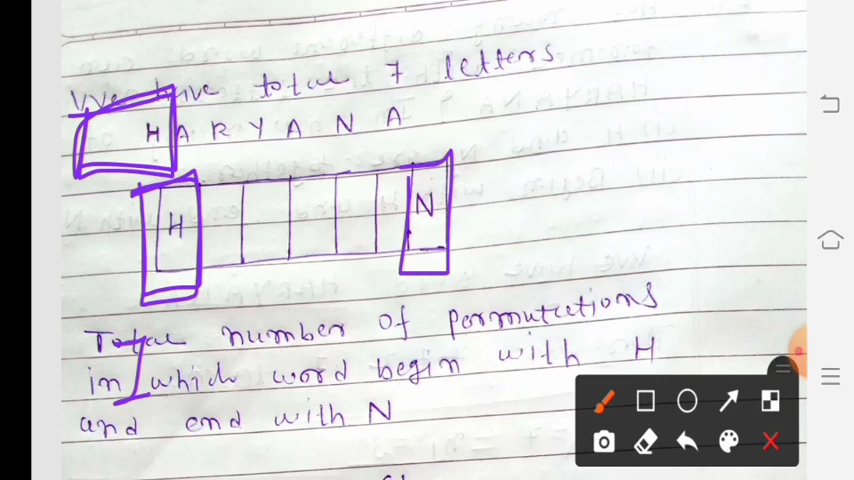 We have total 7 letters
H A R Y A N A
H N
Total number of permutations
in which word begin with H
and end with N